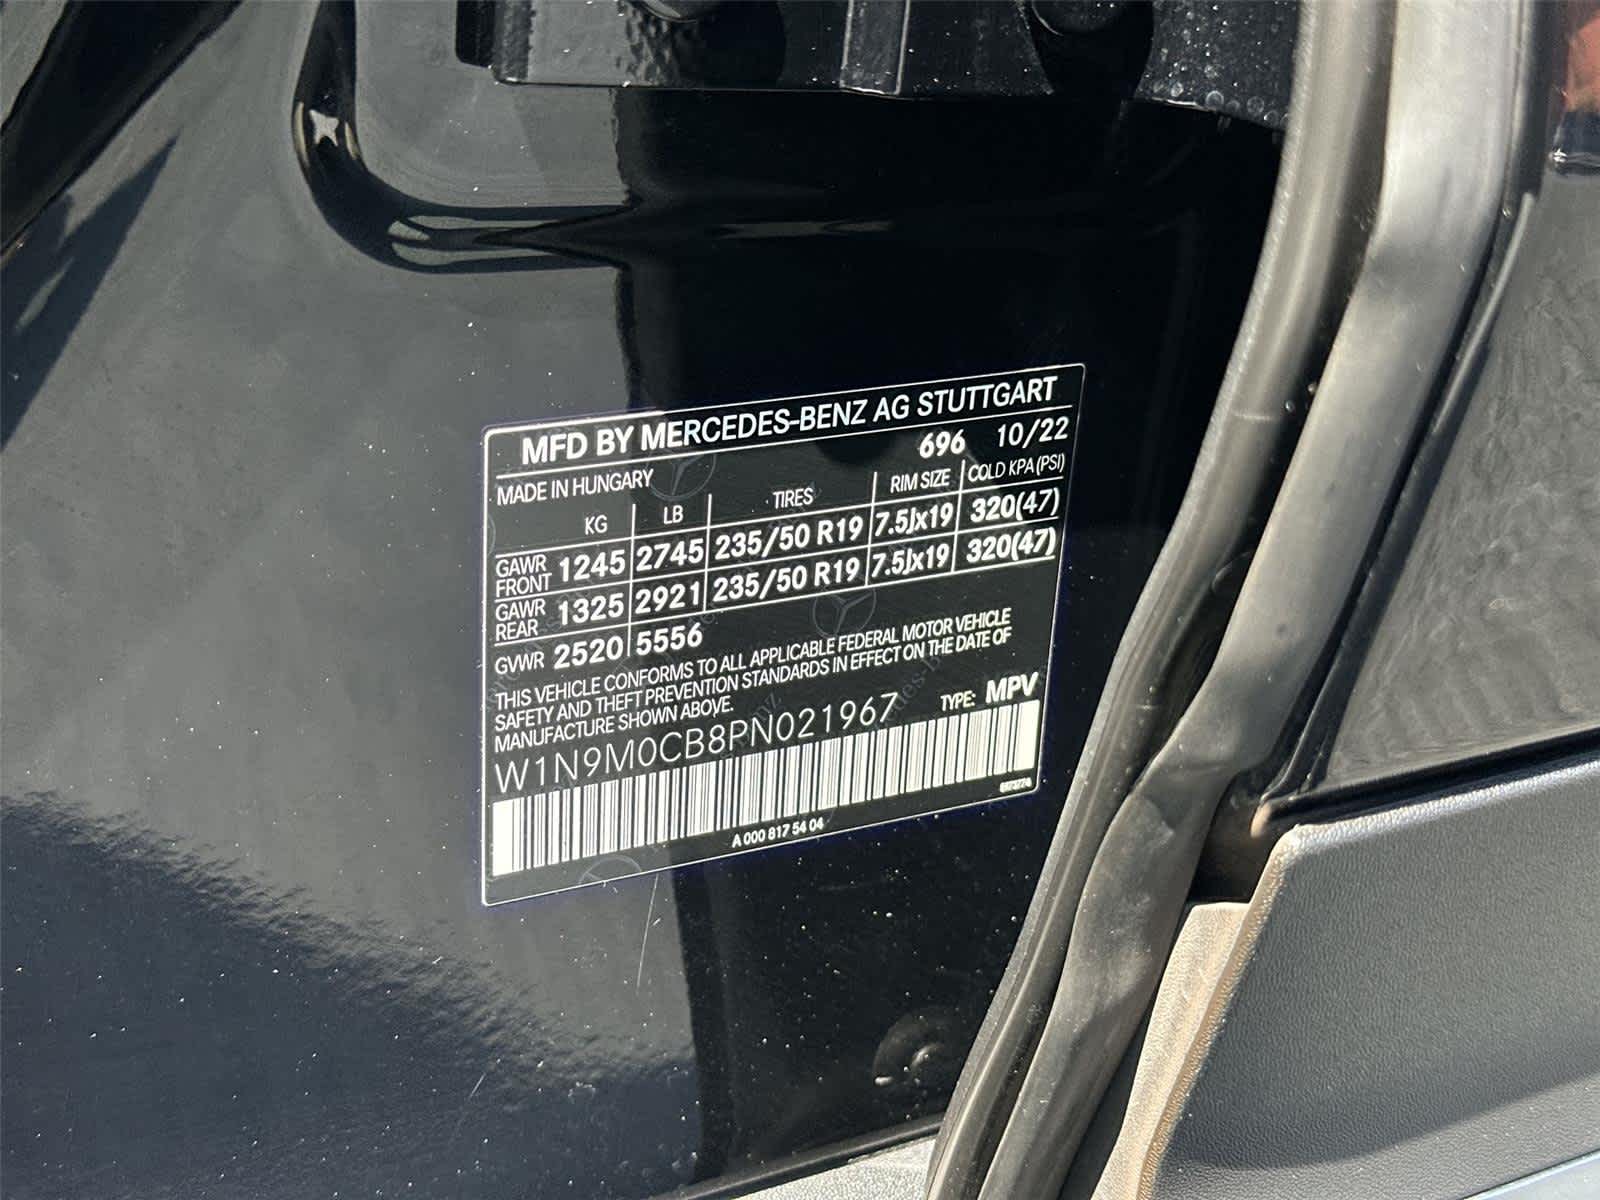 MFD BY MERCEDES-BENZ AG STUTTGART
696 10/22
MADE IN HUNGARY
KG LB TIRES RIM SIZE COLD KPA (PSI)
GAWR FRONT 1245 2745 235/50 R19 7.5Jx19 320(47)
GAWR REAR 1325 2921 235/50 R19 7.5Jx19 320(47)
GVWR 2520 5556
THIS VEHICLE CONFORMS TO ALL APPLICABLE FEDERAL MOTOR VEHICLE
SAFETY AND THEFT PREVENTION STANDARDS IN EFFECT ON THE DATE OF
MANUFACTURE SHOWN ABOVE.
TYPE: MPV
W1N9M0CB8PN021967
A 000 817 54 04